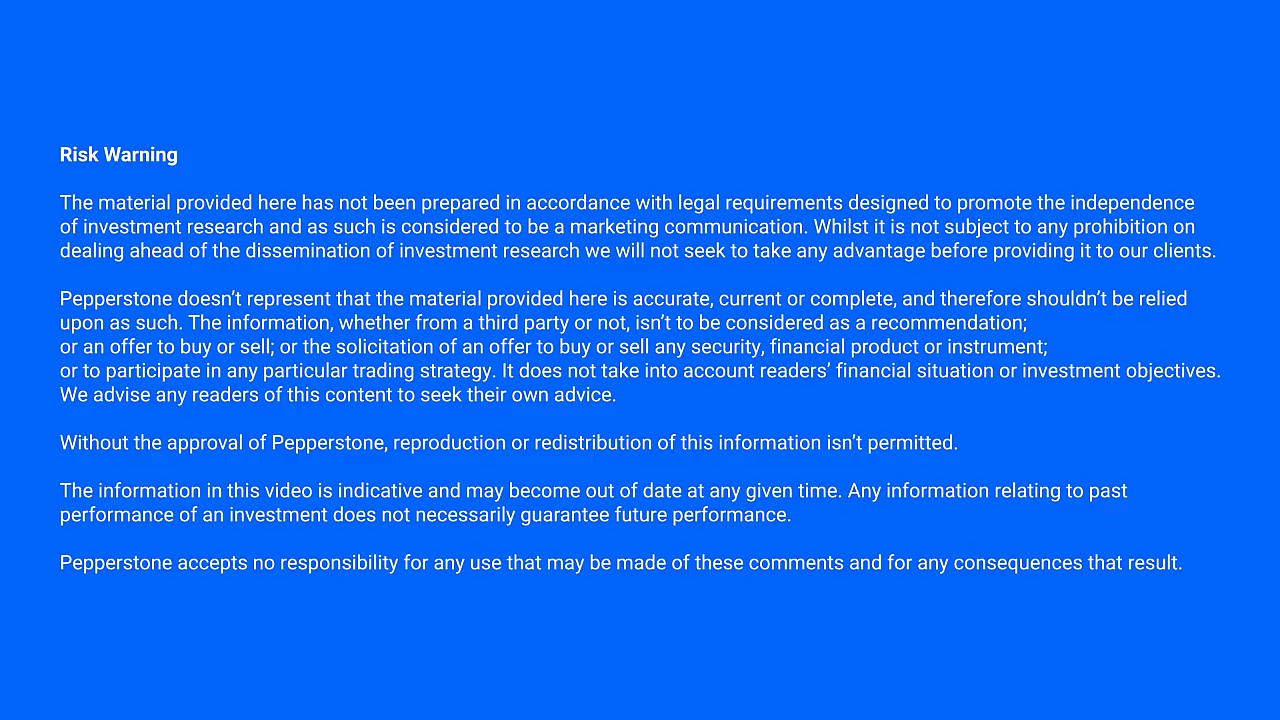 Risk Warning
The material provided here has not been prepared in accordance with legal requirements designed to promote the independence
of investment research and as such is considered to be a marketing communication. Whilst it is not subject to any prohibition on
dealing ahead of the dissemination of investment research we will not seek to take any advantage before providing it to our clients.
Pepperstone doesn’t represent that the material provided here is accurate, current or complete, and therefore shouldn’t be relied
upon as such. The information, whether from a third party or not, isn’t to be considered as a recommendation;
or an offer to buy or sell; or the solicitation of an offer to buy or sell any security, financial product or instrument;
or to participate in any particular trading strategy. It does not take into account readers’ financial situation or investment objectives.
We advise any readers of this content to seek their own advice.
Without the approval of Pepperstone, reproduction or redistribution of this information isn’t permitted.
The information in this video is indicative and may become out of date at any given time. Any information relating to past
performance of an investment does not necessarily guarantee future performance.
Pepperstone accepts no responsibility for any use that may be made of these comments and for any consequences that result.